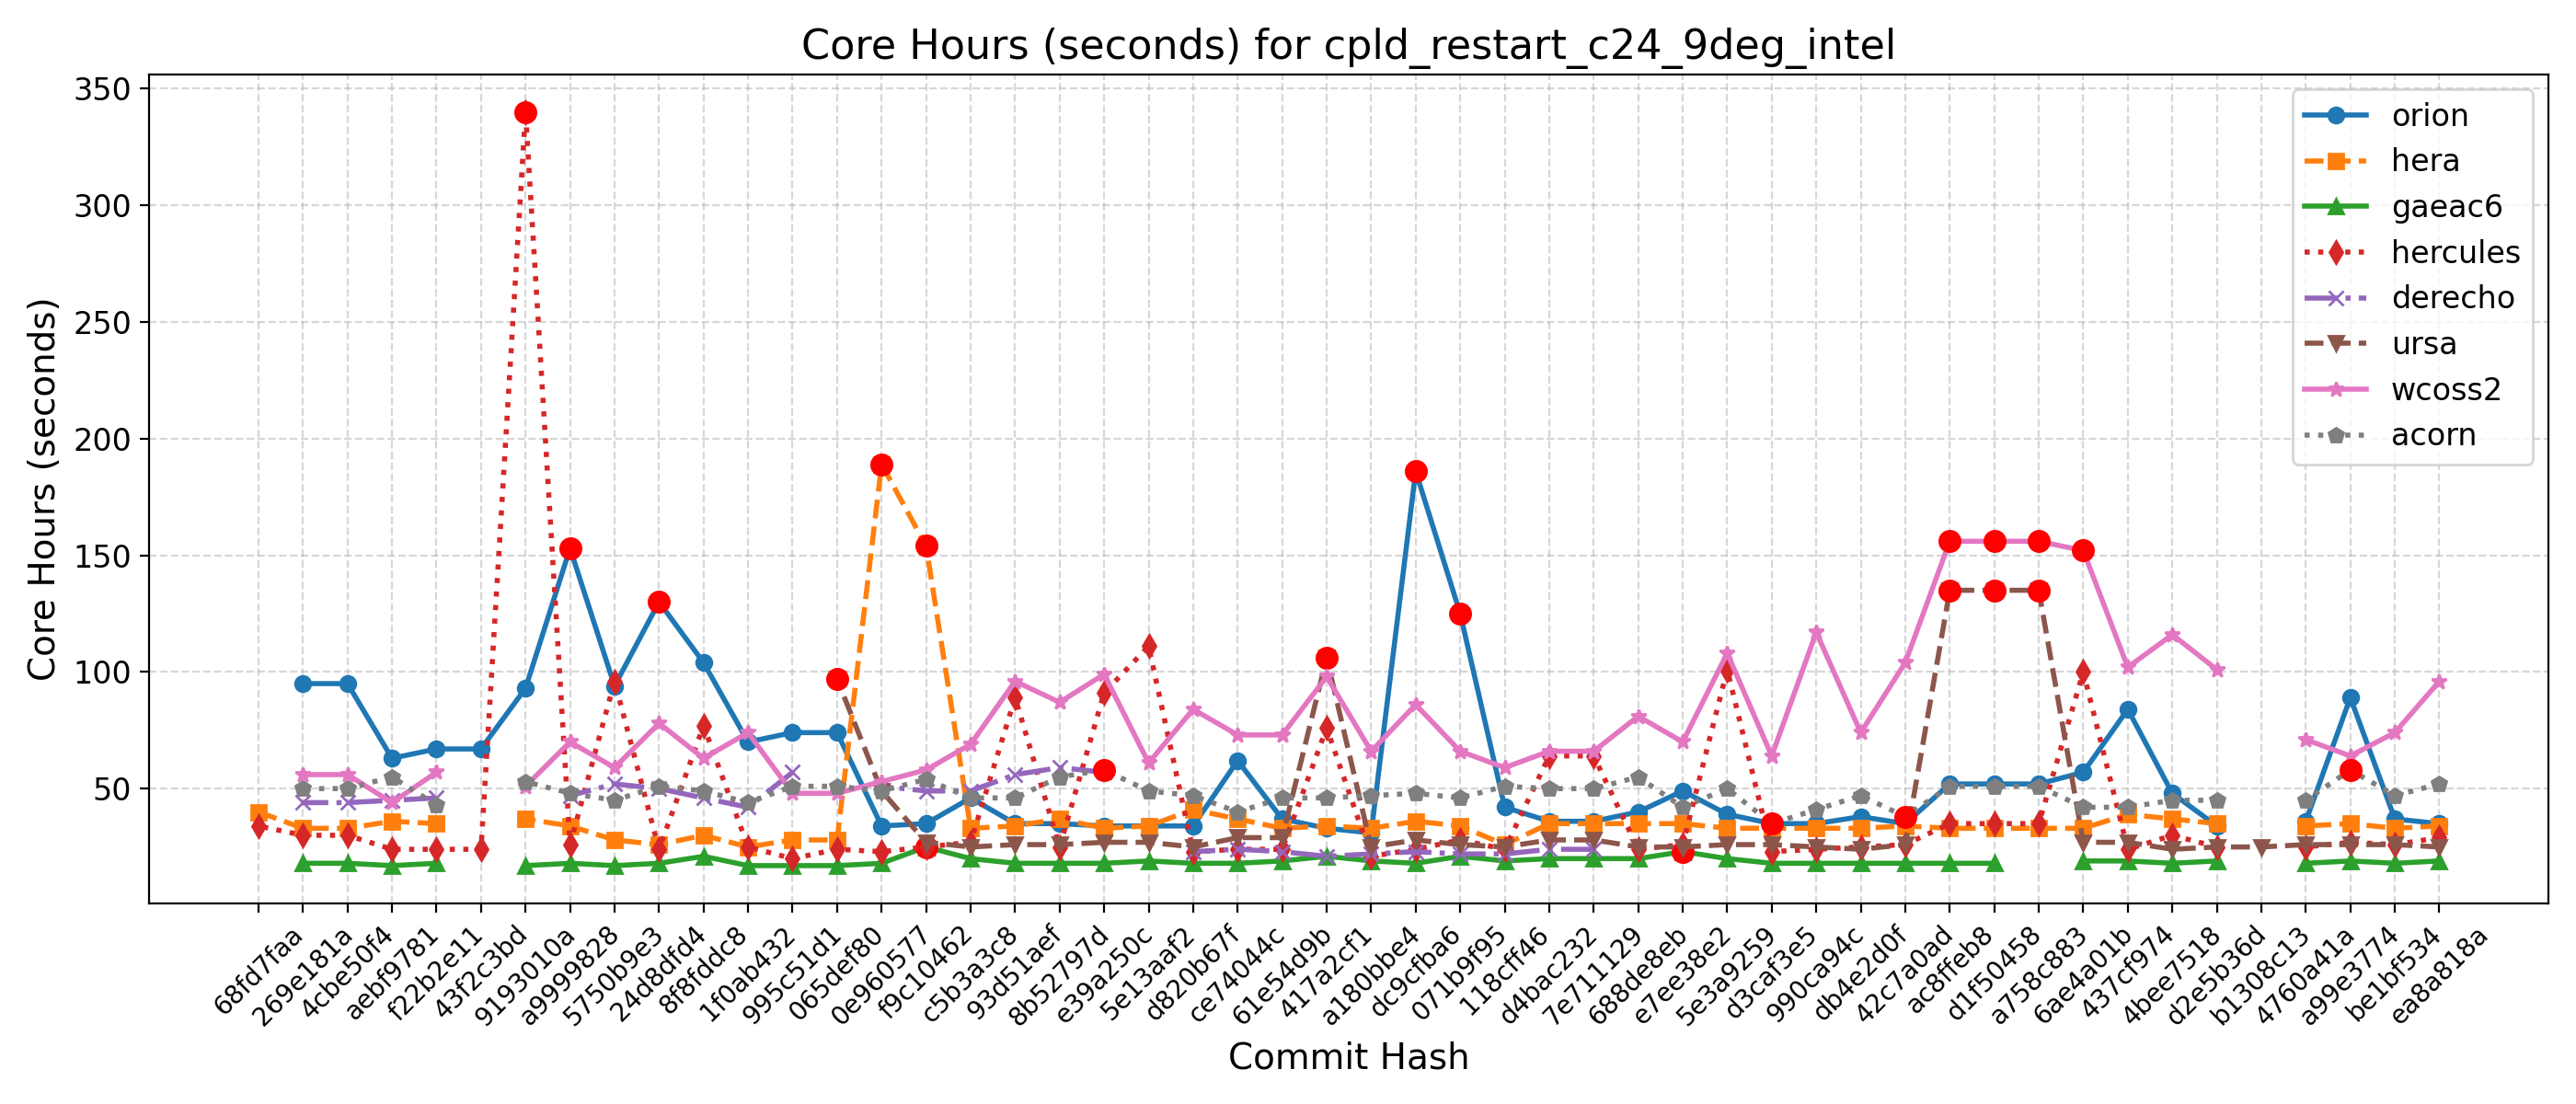 Core Hours (seconds) for cpld_restart_c24_9deg_intel
Core Hours (seconds)
350
300
250
200
150
100
50
orion
hera
gaeac6
hercules
derecho
ursa
wcoss2
acorn
68fd7faa
269e181a
4cbe50f4
aebf9781
f22b2e11
43f2c3bd
9193010a
a9999828
5750b9e3
24d8dfd4
8f8fddc8
1f0ab432
995c51d1
065def80
0e960577
f9c10462
c5b3a3c8
93d51aef
8b52797d
e39a250c
5e13aaf2
d820b67f
ce74044c
61e54d9b
417a2cf1
a180bbe4
dc9cfba6
071b9f95
118cff46
d4bac232
7e711129
688de8eb
e7ee38e2
5e3a9259
d3caf3e5
990ca94c
db4e2d0f
42c7a0ad
ac8ffeb8
d1f50458
a758c883
6ae4a01b
437cf974
4bee7518
d2e5b36d
b1308c13
4760a41a
a99e3774
be1bf534
ea8a818a
Commit Hash